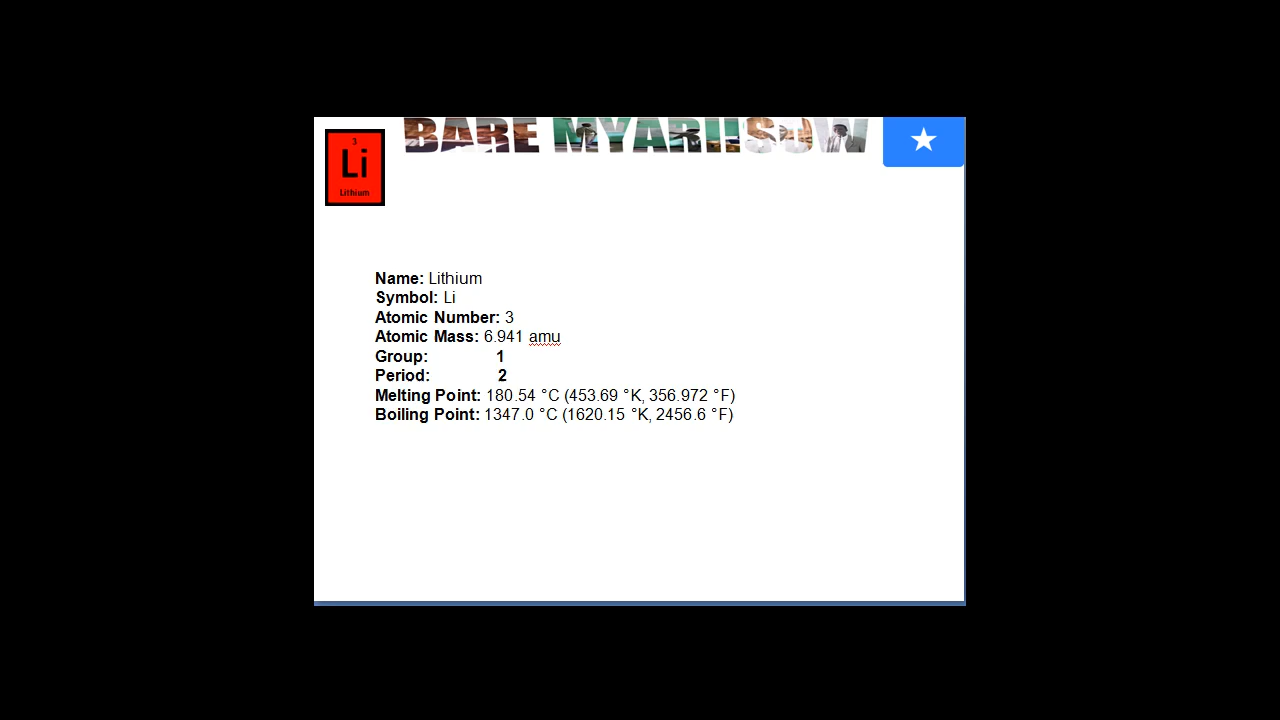 BARE MYARIISOW
3
Li
Lithium
Name: Lithium
Symbol: Li
Atomic Number: 3
Atomic Mass: 6.941 amu
Group: 1
Period: 2
Melting Point: 180.54 °C (453.69 °K, 356.972 °F)
Boiling Point: 1347.0 °C (1620.15 °K, 2456.6 °F)